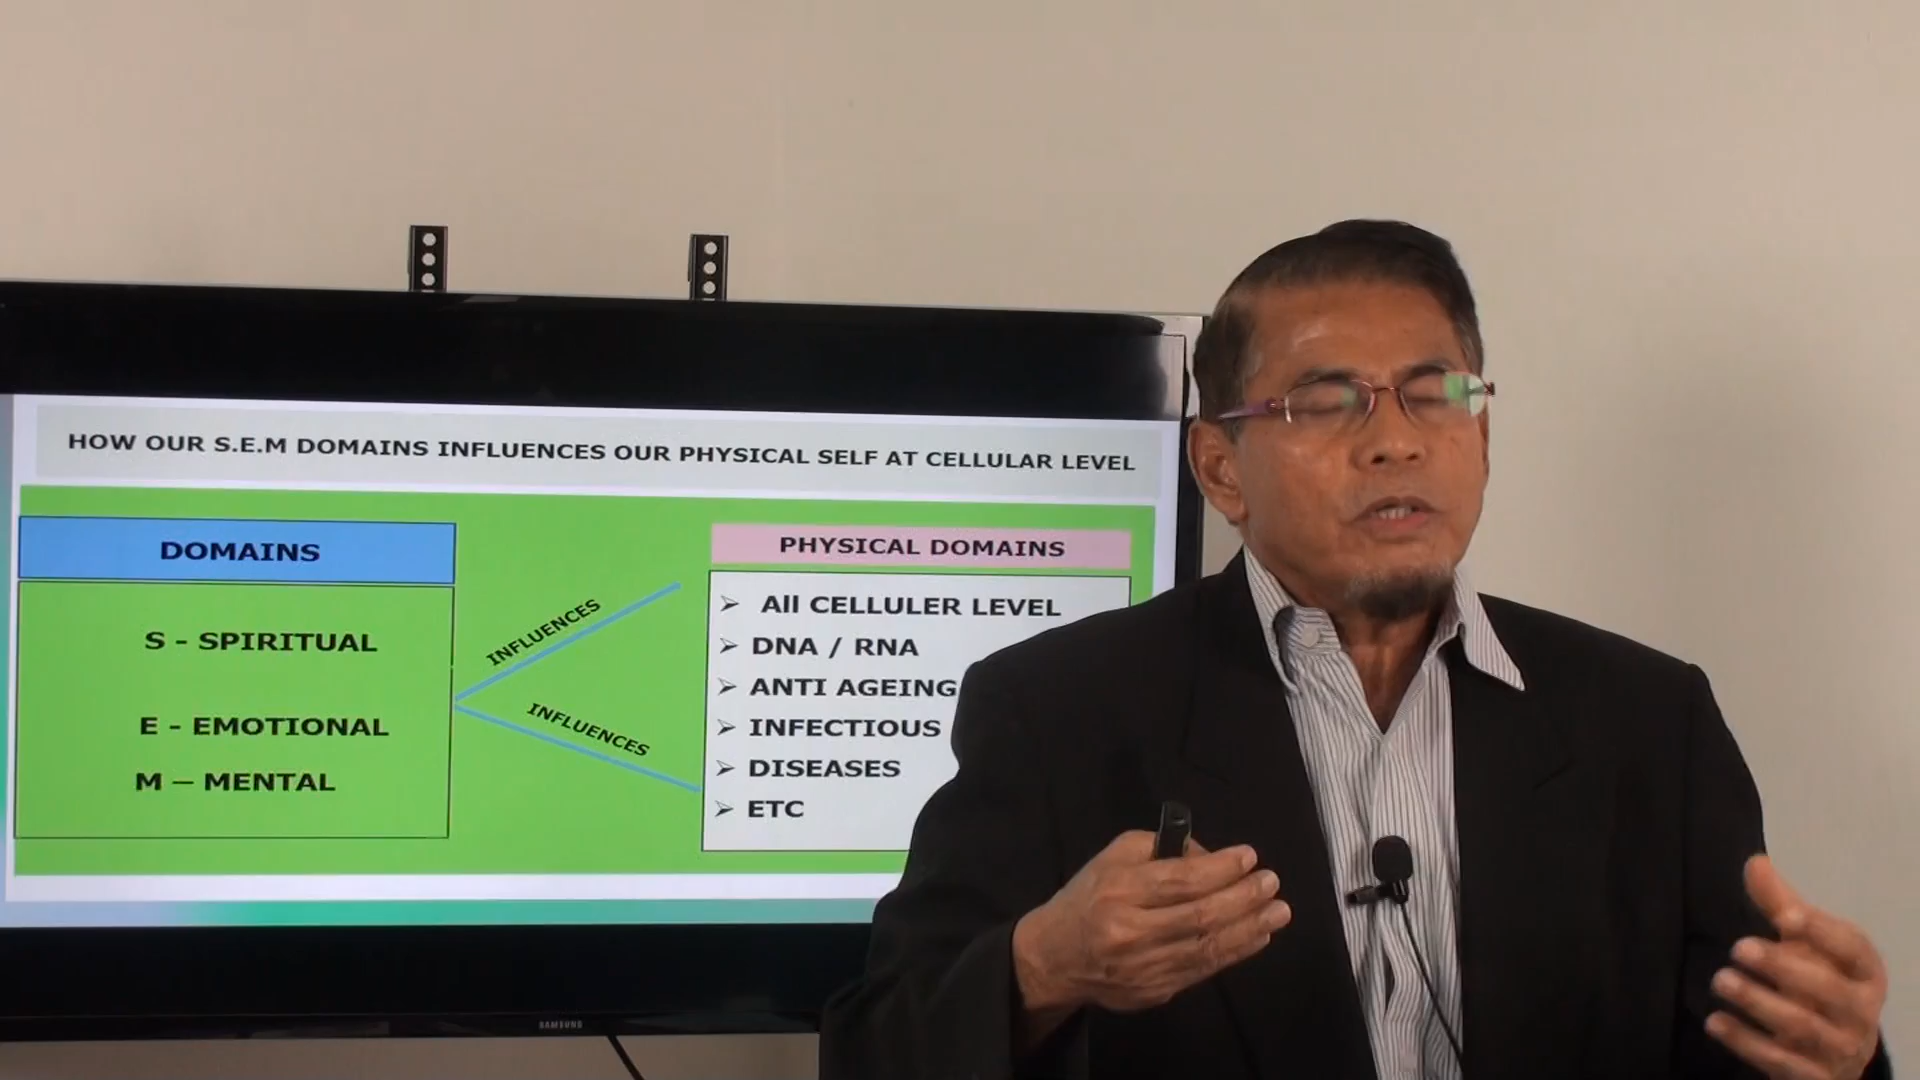 HOW OUR S.E.M DOMAINS INFLUENCES OUR PHYSICAL SELF AT CELLULAR LEVEL
DOMAINS
S - SPIRITUAL
E - EMOTIONAL
M – MENTAL
INFLUENCES
INFLUENCES
PHYSICAL DOMAINS
➢ All CELLULER LEVEL
➢ DNA / RNA
➢ ANTI AGEING
➢ INFECTIOUS
➢ DISEASES
➢ ETC
SAMSUNG